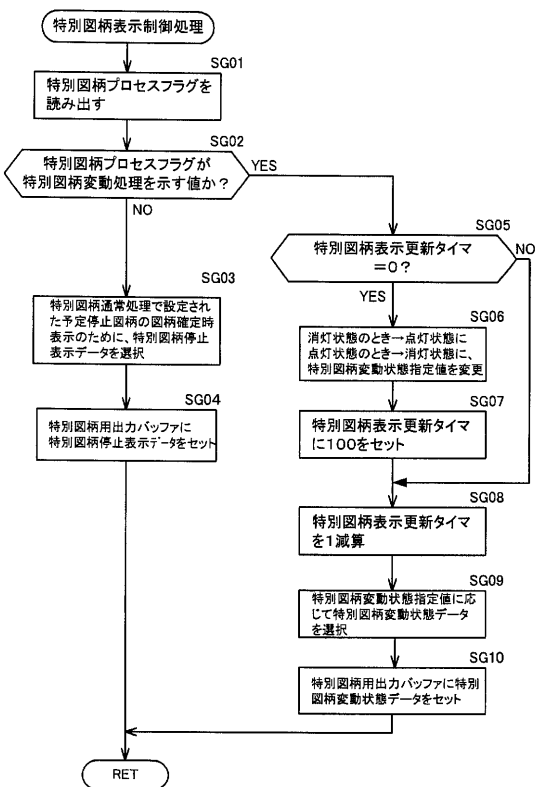 特別図柄表示制御処理
SG01
特別図柄プロセスフラグを
読み出す
SG02
特別図柄プロセスフラグが
特別図柄変動処理を示す値か？
YES
NO
SG03
特別図柄通常処理で設定され
た予定停止図柄の図柄確定時
表示のために、特別図柄停止
表示データを選択
SG04
特別図柄用出力バッファに
特別図柄停止表示データをセット
SG05
特別図柄表示更新タイマ
＝０？
NO
YES
SG06
消灯状態のとき→点灯状態に
点灯状態のとき→消灯状態に、
特別図柄変動状態指定値を変更
SG07
特別図柄表示更新タイマ
に１００をセット
SG08
特別図柄表示更新タイマ
を１減算
SG09
特別図柄変動状態指定値に応
じて特別図柄変動状態データ
を選択
SG10
特別図柄用出力バッファに特別
図柄変動状態データをセット
RET